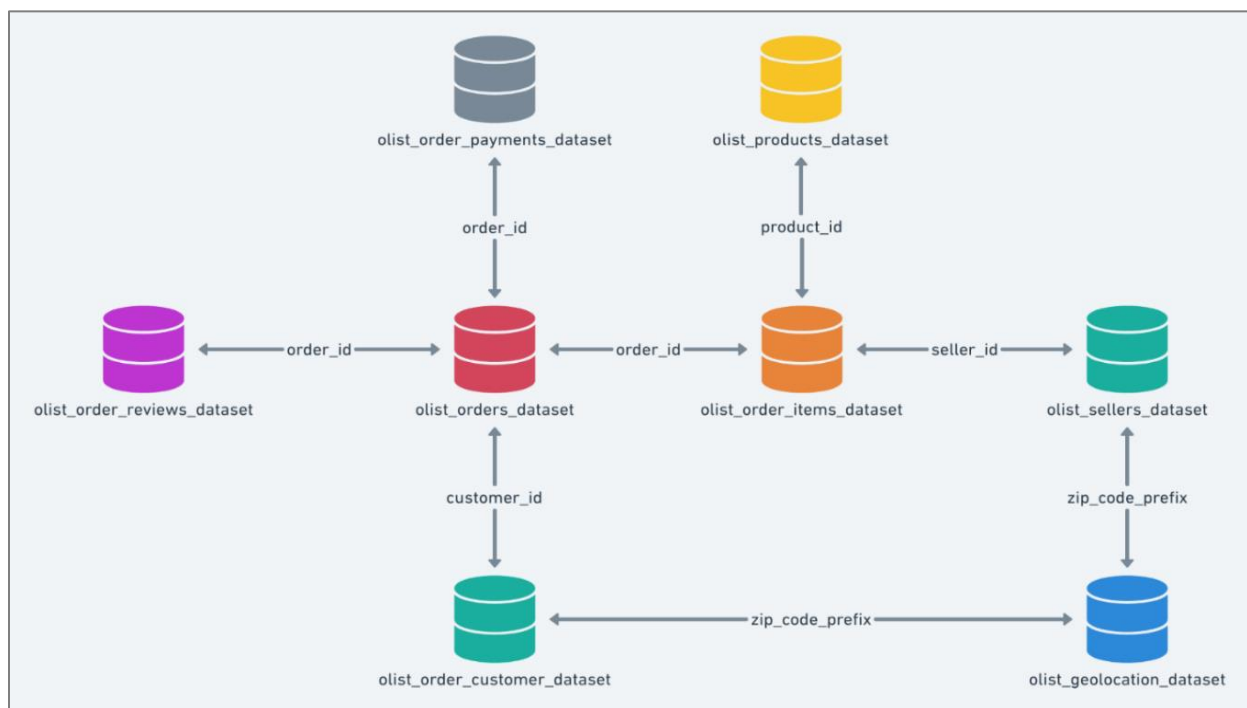 olist_order_payments_dataset
olist_products_dataset
order_id
product_id
order_id
order_id
seller_id
olist_order_reviews_dataset
olist_orders_dataset
olist_order_items_dataset
olist_sellers_dataset
customer_id
zip_code_prefix
zip_code_prefix
olist_order_customer_dataset
olist_geolocation_dataset